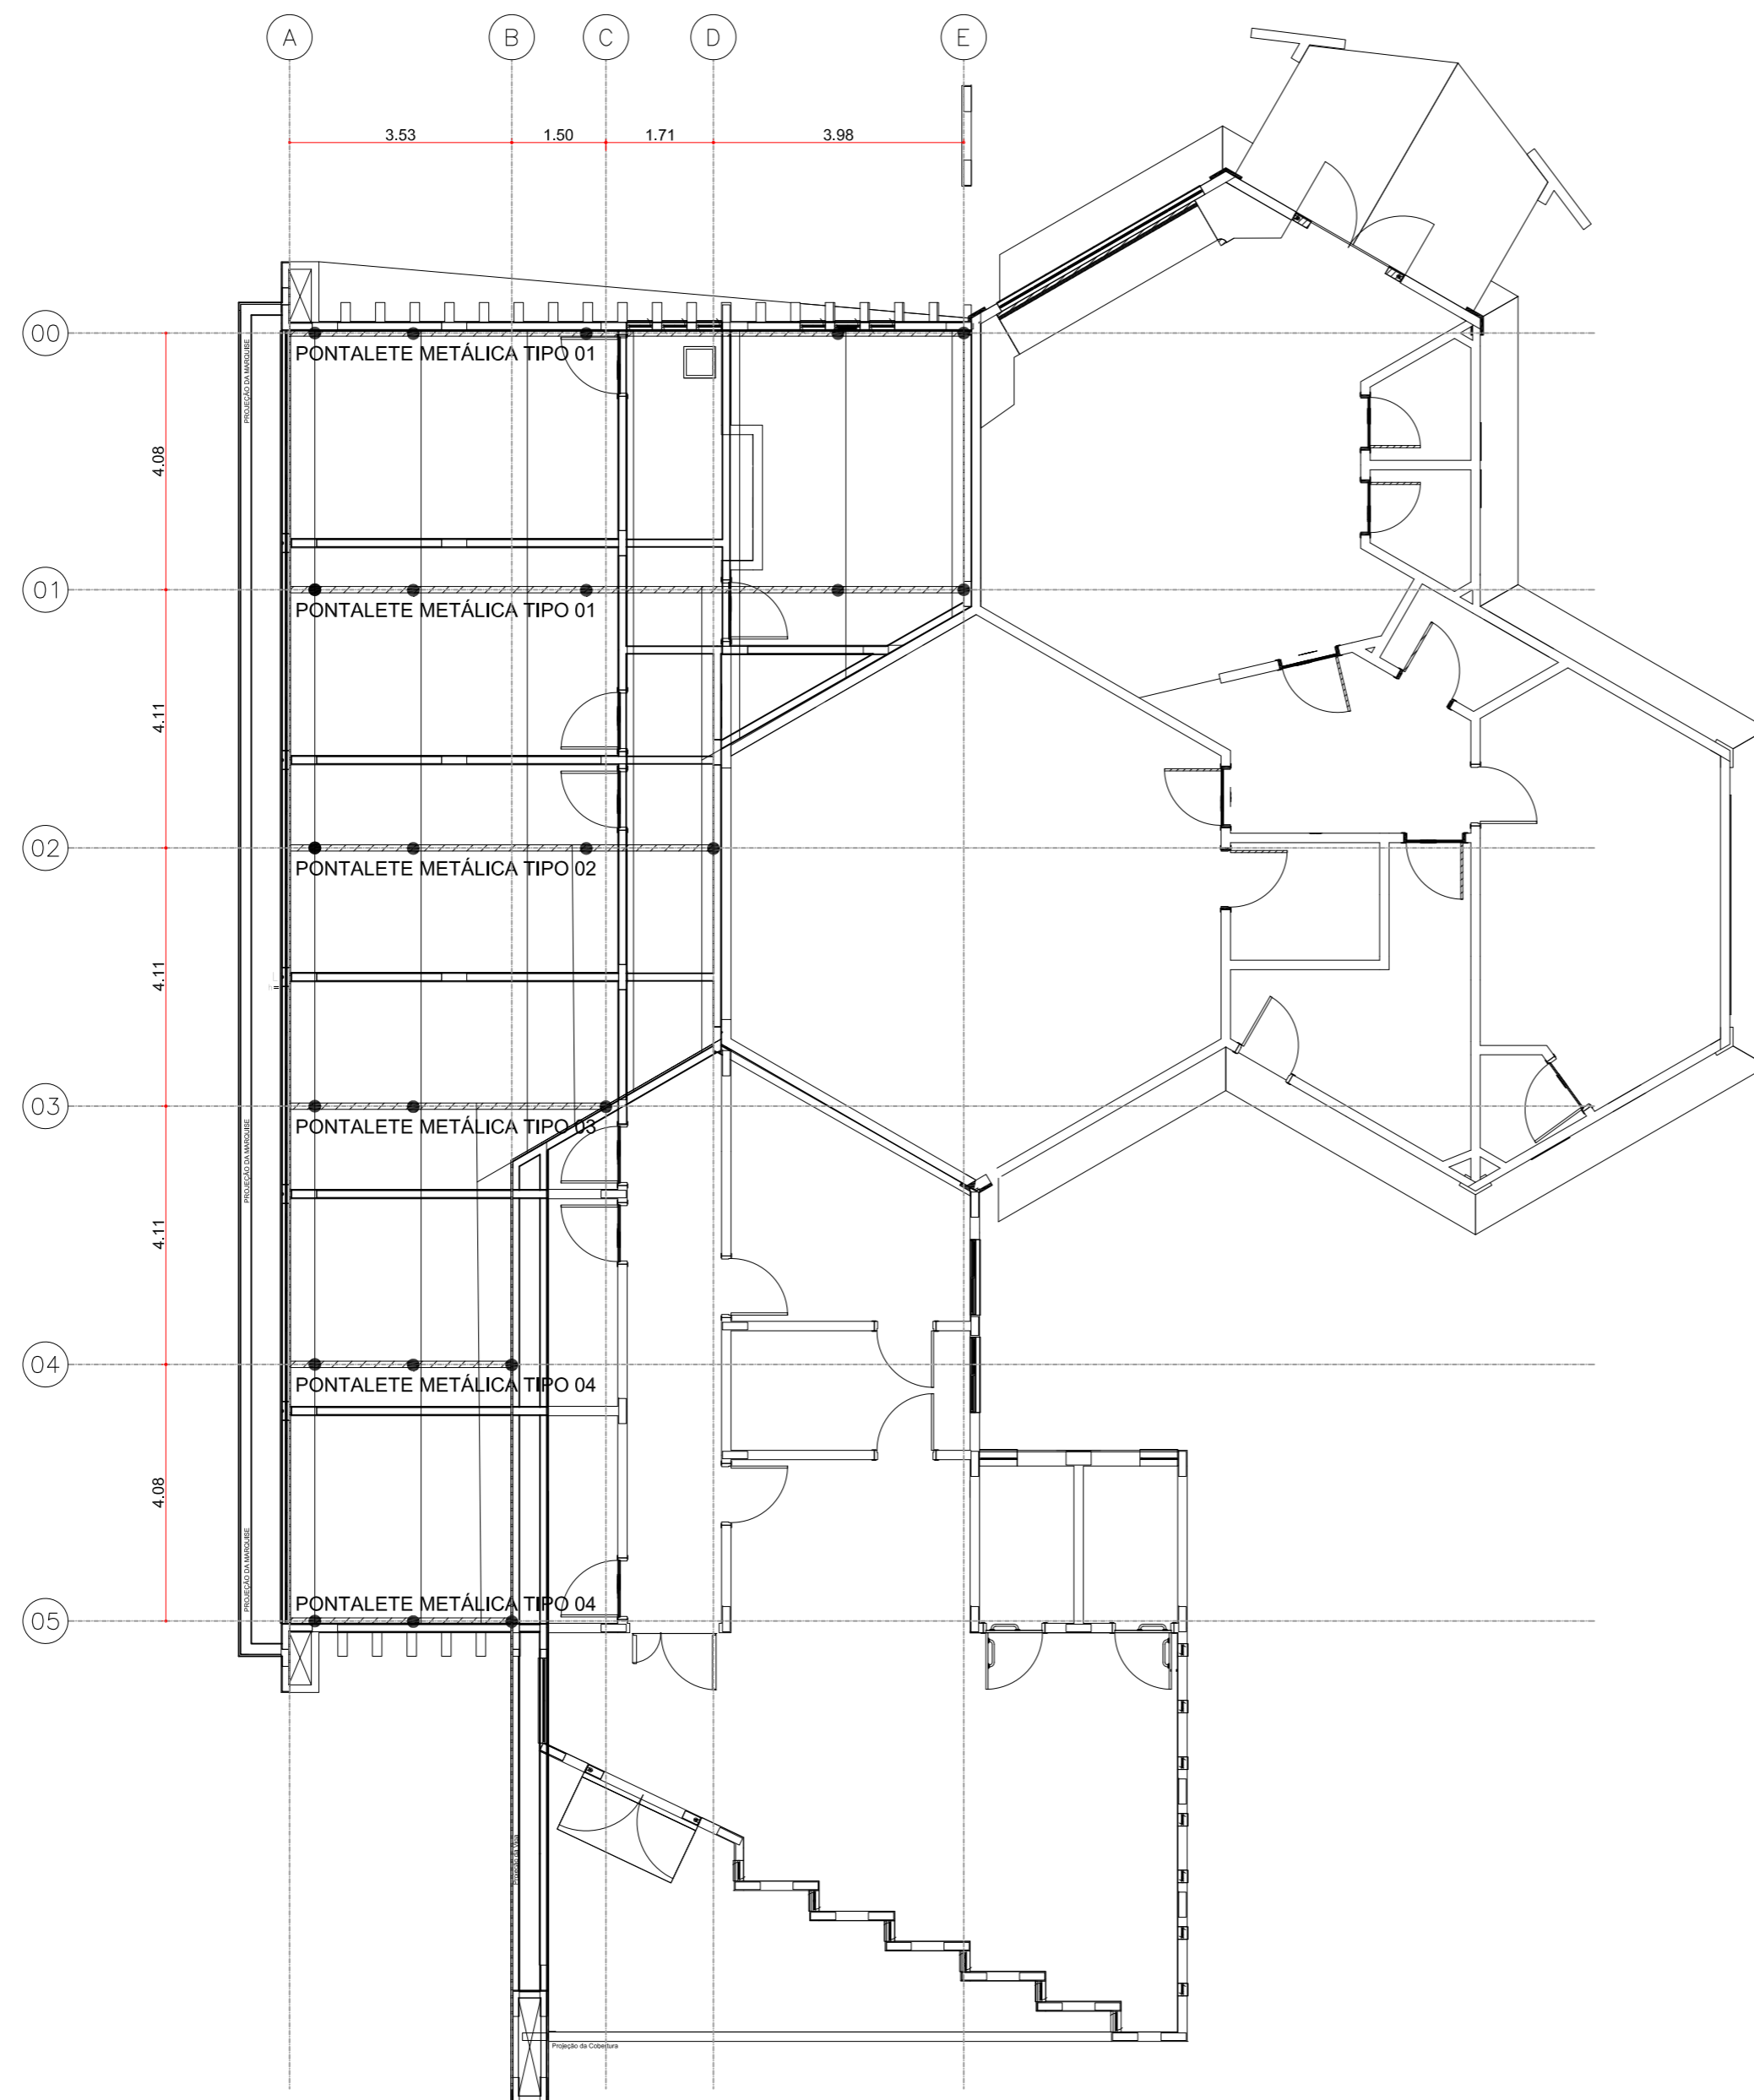 A
B
C
D
E
3.53
1.50
1.71
3.98
00
PONTALETE METÁLICA TIPO 01
PROJEÇÃO DA MARQUISE
4.08
01
PONTALETE METÁLICA TIPO 01
4.11
02
PONTALETE METÁLICA TIPO 02
4.11
03
PONTALETE METÁLICA TIPO 03
PROJEÇÃO DA MARQUISE
4.11
04
PONTALETE METÁLICA TIPO 04
4.08
PROJEÇÃO DA MARQUISE
PONTALETE METÁLICA TIPO 04
05
Projeção da Cobertura